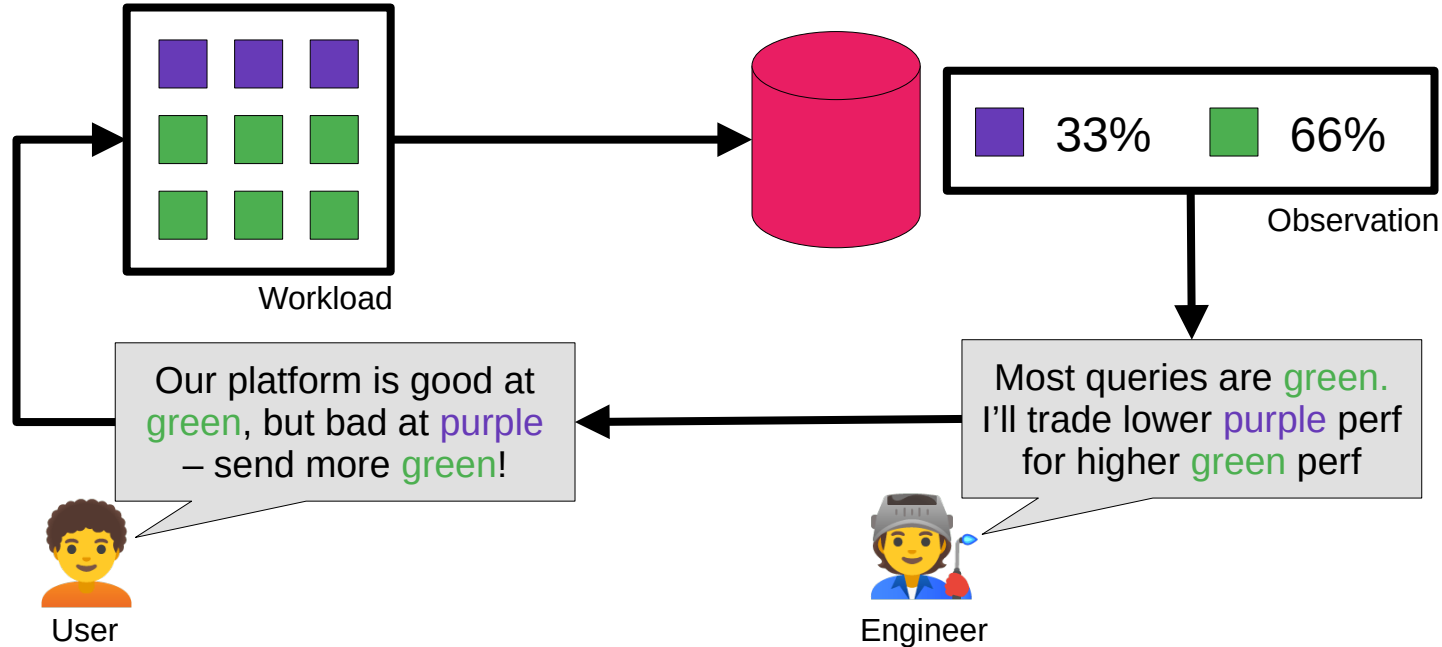 33% 66%
Observation
Workload
Our platform is good at
green, but bad at purple
– send more green!
Most queries are green.
I’ll trade lower purple perf
for higher green perf
User
Engineer